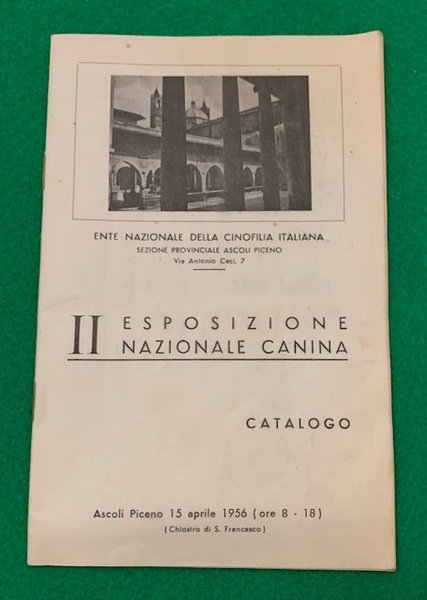 ENTE NAZIONALE DELLA CINOFILIA ITALIANA
SEZIONE PROVINCIALE ASCOLI PICENO
Via Antonio Ceci, 7
II ESPOSIZIONE
NAZIONALE CANINA
CATALOGO
Ascoli Piceno 15 aprile 1956 (ore 8 - 18)
(Chiostro di S. Francesco)